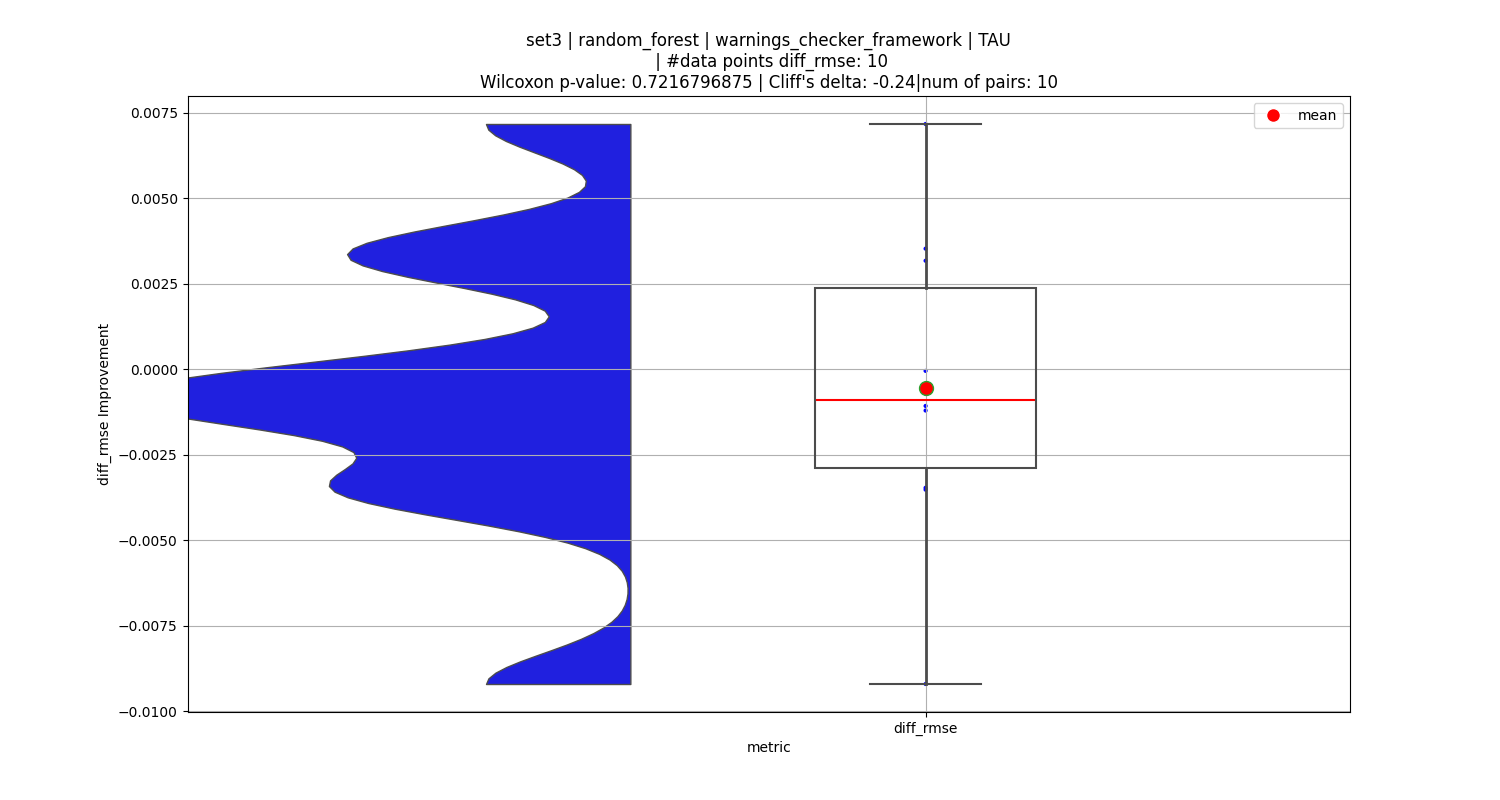 set3 | random_forest | warnings_checker_framework | TAU
| #data points diff_rmse: 10
Wilcoxon p-value: 0.7216796875 | Cliff's delta: -0.24|num of pairs: 10
mean
0.0075
0.0050
0.0025
0.0000
−0.0025
−0.0050
−0.0075
−0.0100
diff_rmse Improvement
diff_rmse
metric